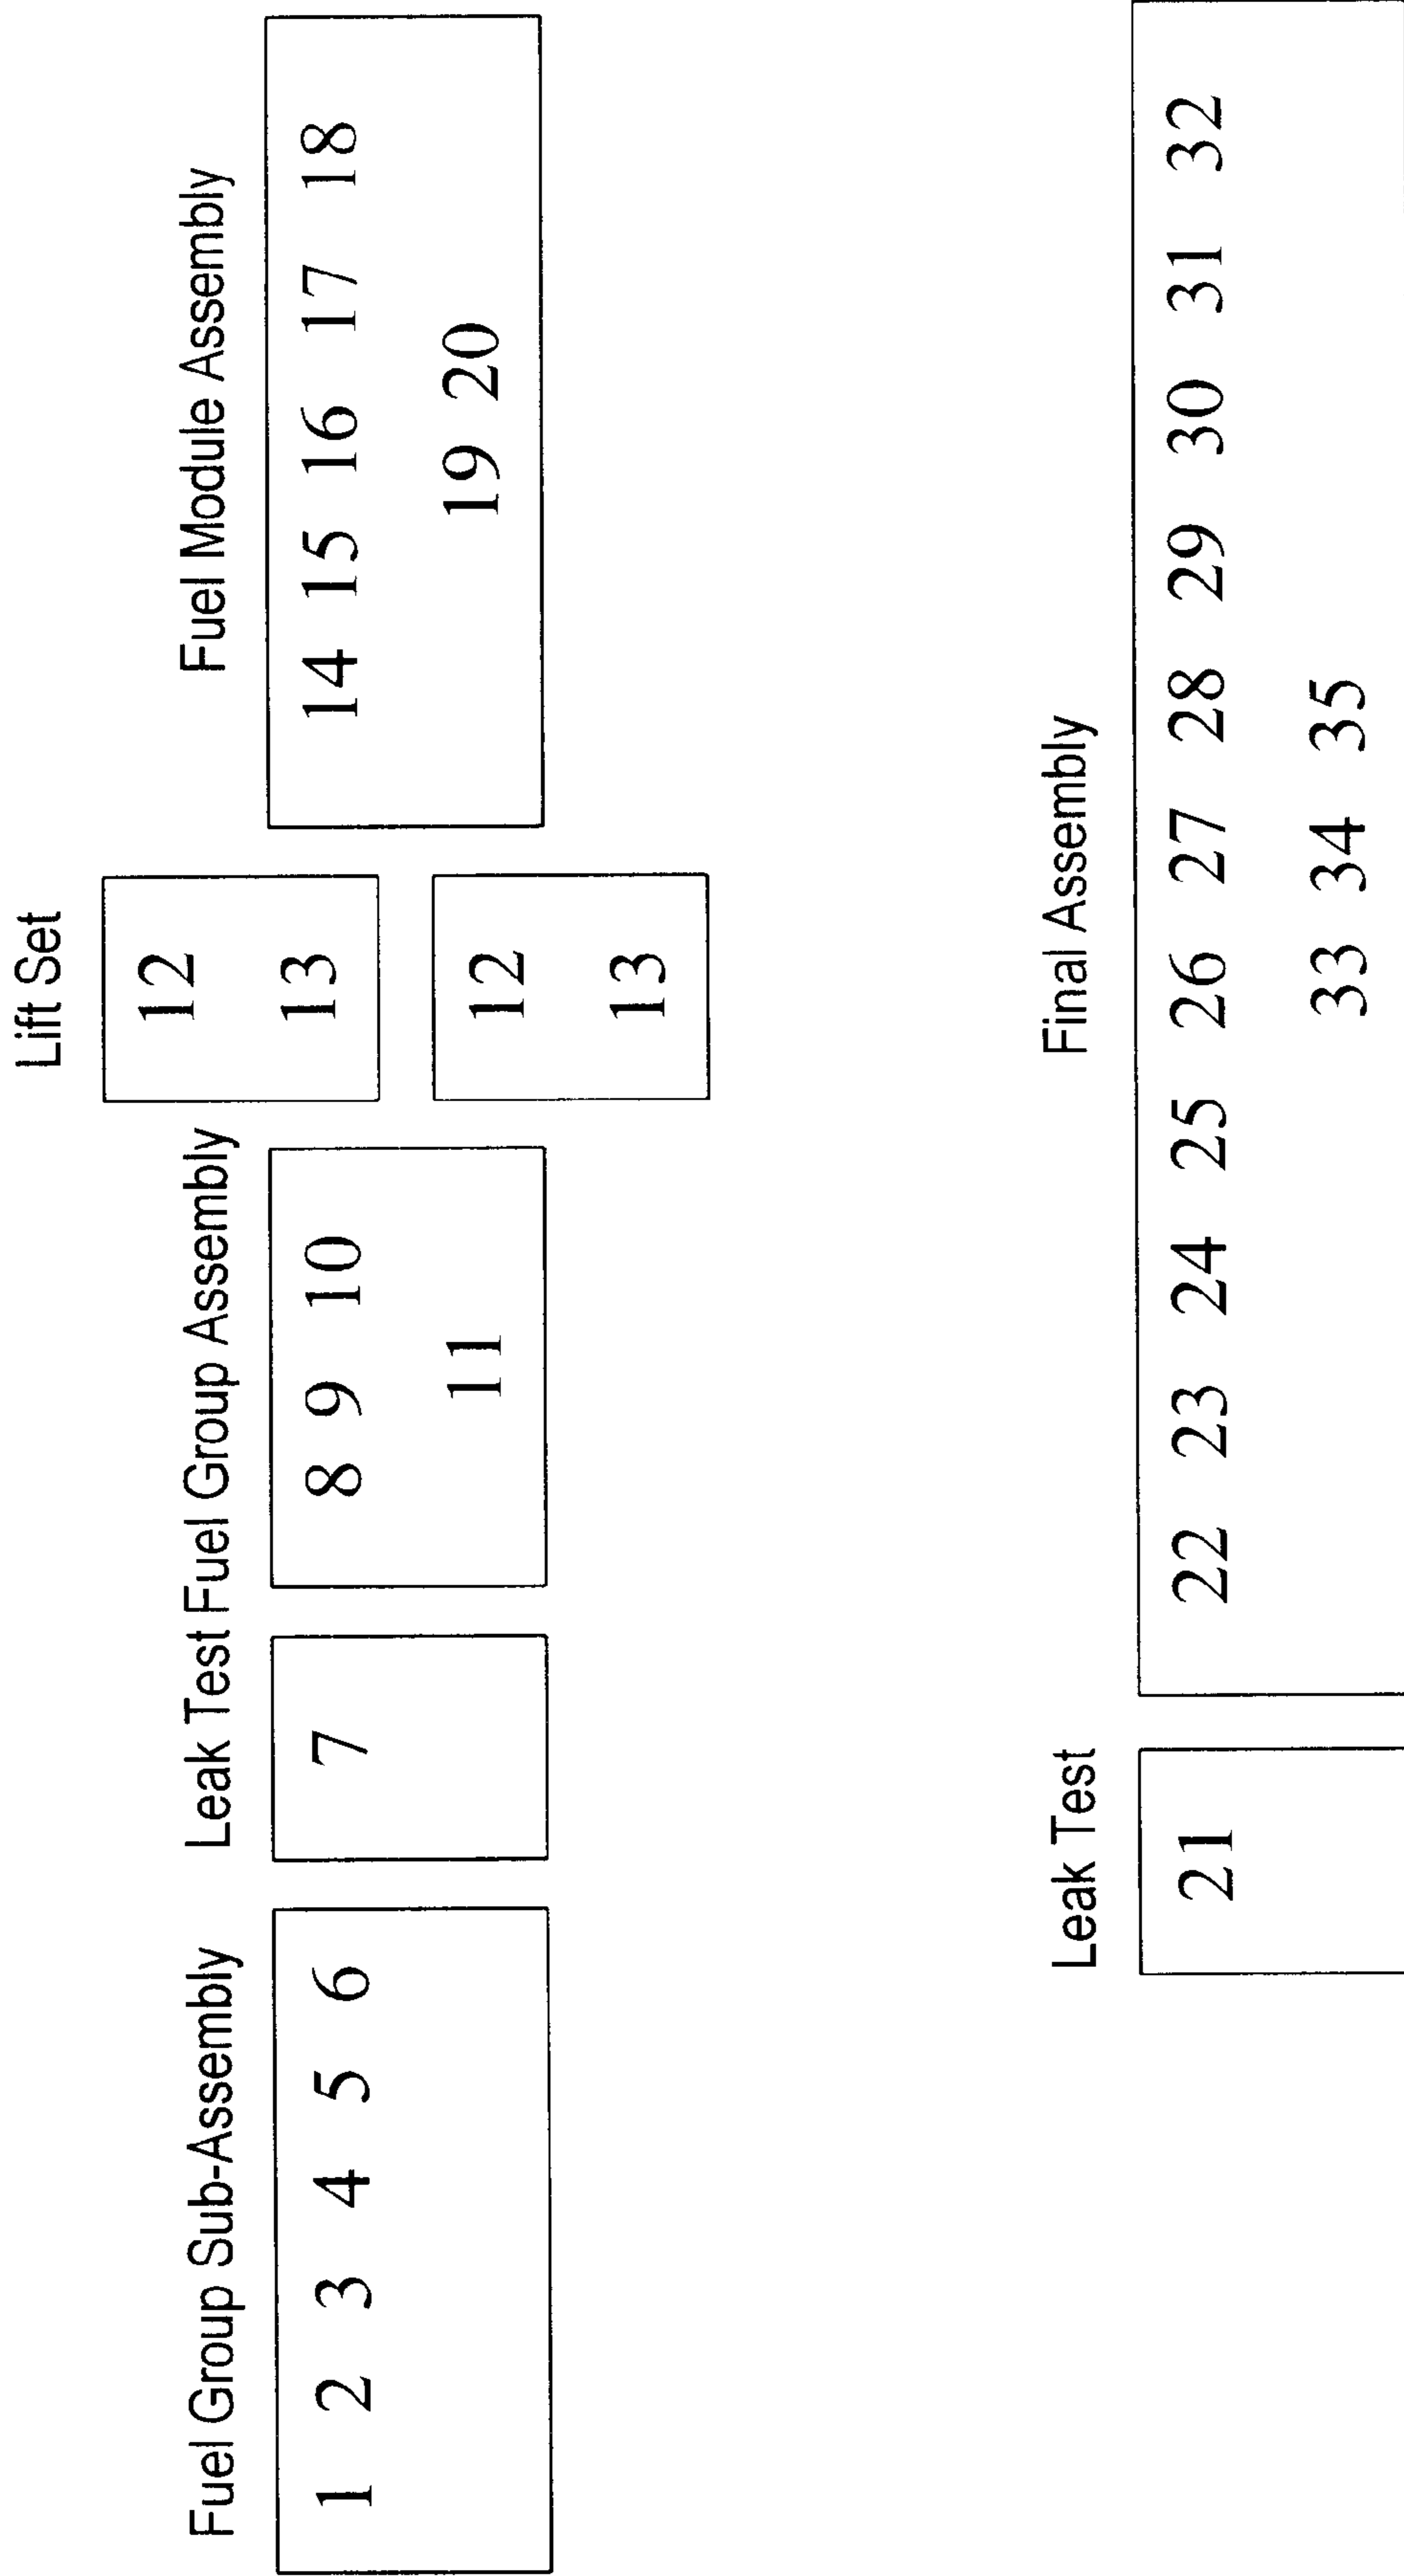 Fuel Group Sub-Assembly
1 2 3 4 5 6
Leak Test
7
Fuel Group Assembly
8 9 10
11
Lift Set
12
13
12
13
Fuel Module Assembly
14 15 16 17 18
19 20
Leak Test
21
Final Assembly
22 23 24 25 26 27 28 29 30 31 32
33 34 35